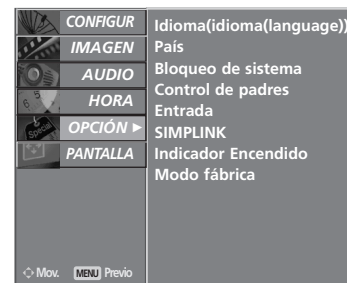 CONFIGUR
IMAGEN
AUDIO
HORA
OPCIÓN ►
PANTALLA
Idioma(idioma(language))
País
Bloqueo de sistema
Control de padres
Entrada
SIMPLINK
Indicador Encendido
Modo fábrica
Mov. MENU Previo